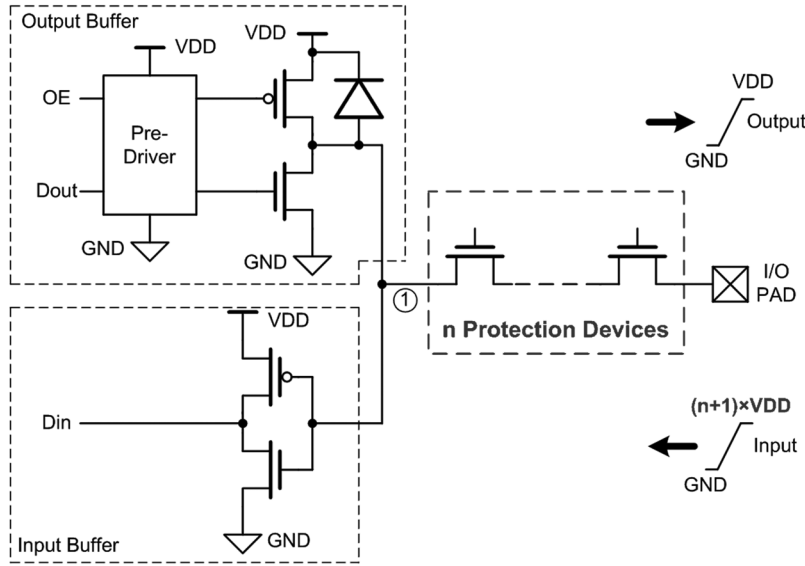 Output Buffer
VDD
VDD
OE
Pre-
Driver
Dout
GND
GND
VDD
Output
GND
1
n Protection Devices
I/O
PAD
VDD
Din
GND
Input Buffer
(n+1)×VDD
Input
GND